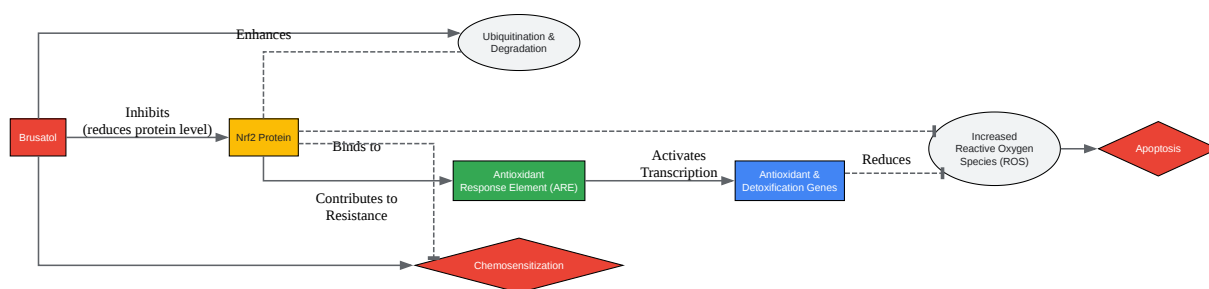 Enhances
Ubiquitination &
Degradation
Brusatol
Inhibits
(reduces protein level)
Nrf2 Protein
Binds to
Contributes to
Resistance
Antioxidant
Response Element (ARE)
Activates
Transcription
Antioxidant &
Detoxification Genes
Reduces
Increased
Reactive Oxygen
Species (ROS)
Apoptosis
Chemosensitization